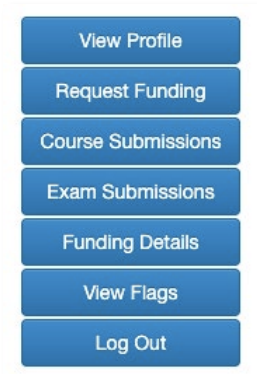 View Profile
Request Funding
Course Submissions
Exam Submissions
Funding Details
View Flags
Log Out